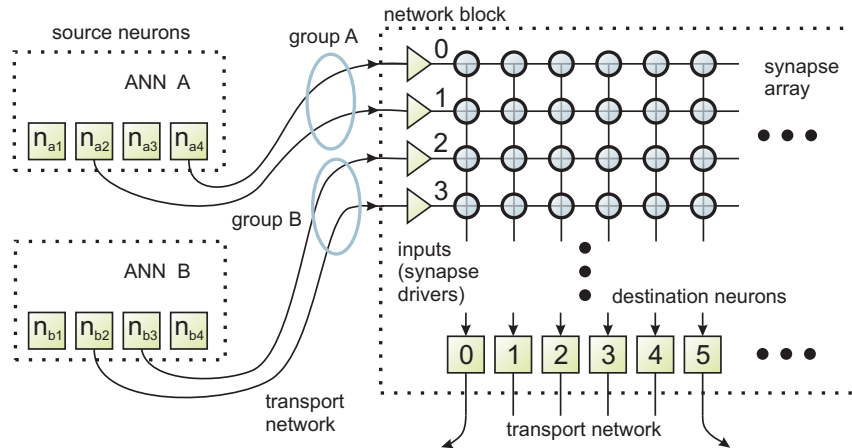 network block
source neurons
group A
ANN A
n_a1 n_a2 n_a3 n_a4
0
1
2
3
synapse
array
group B
ANN B
n_b1 n_b2 n_b3 n_b4
inputs
(synapse
drivers)
destination neurons
0 1 2 3 4 5
transport
network
transport network